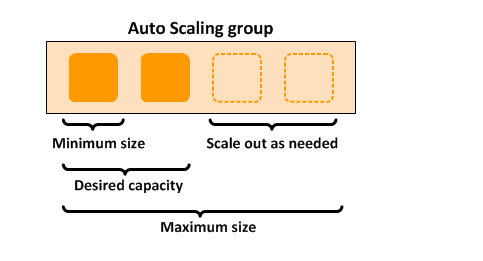 Auto Scaling group
Minimum size
Scale out as needed
Desired capacity
Maximum size